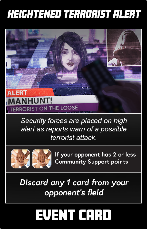 HEIGHTENED TERRORIST ALERT
ALERT
MANHUNT!
TERRORIST ON THE LOOSE
Security forces are placed on high
alert as reports warn of a possible
terrorist attack.
If your opponent has 2 or less
Community Support points
Discard any 1 card from your
opponent's field
EVENT CARD